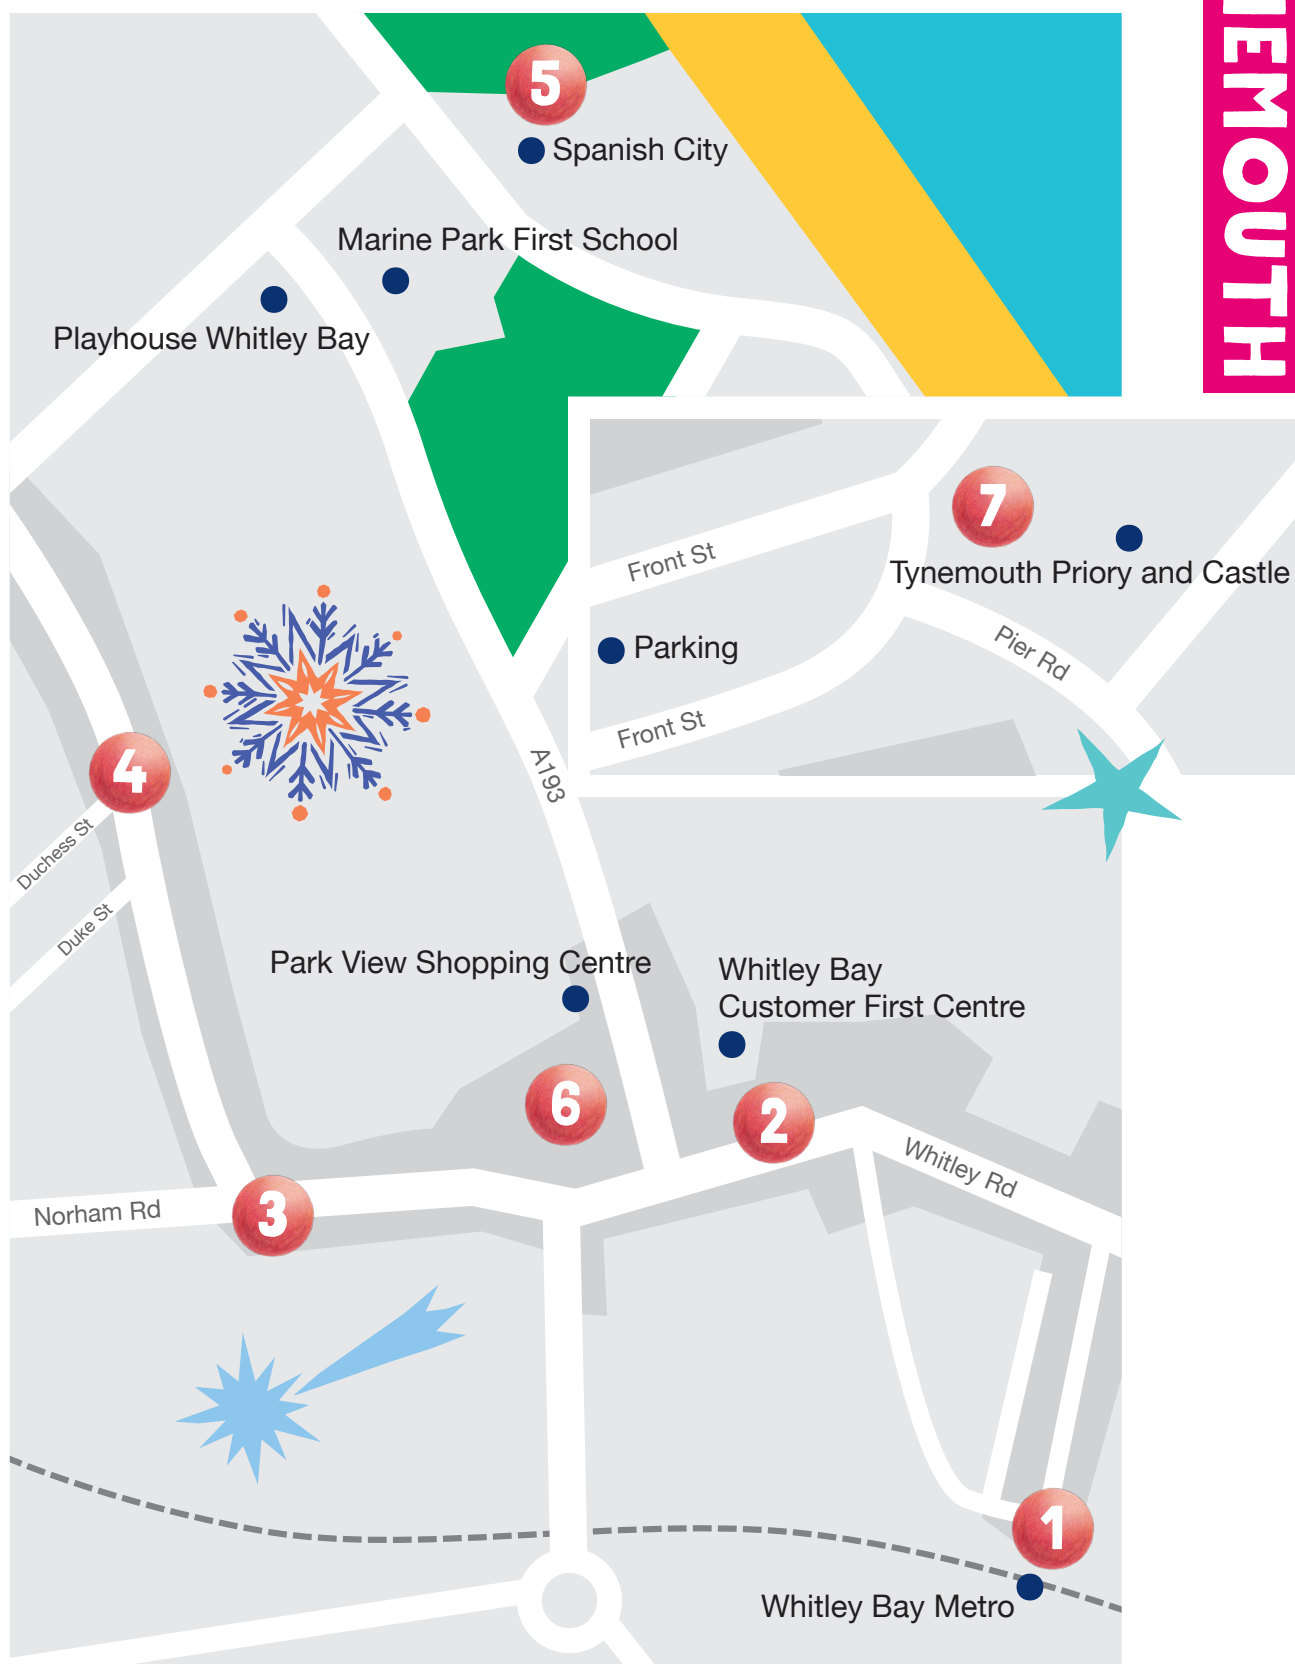 EMOUTH
5
Spanish City
Marine Park First School
Playhouse Whitley Bay
7
Tynemouth Priory and Castle
Front St
Parking
Pier Rd
Front St
A193
4
Duchess St
Duke St
Park View Shopping Centre
Whitley Bay
Customer First Centre
6
2
Whitley Rd
Norham Rd
3
1
Whitley Bay Metro